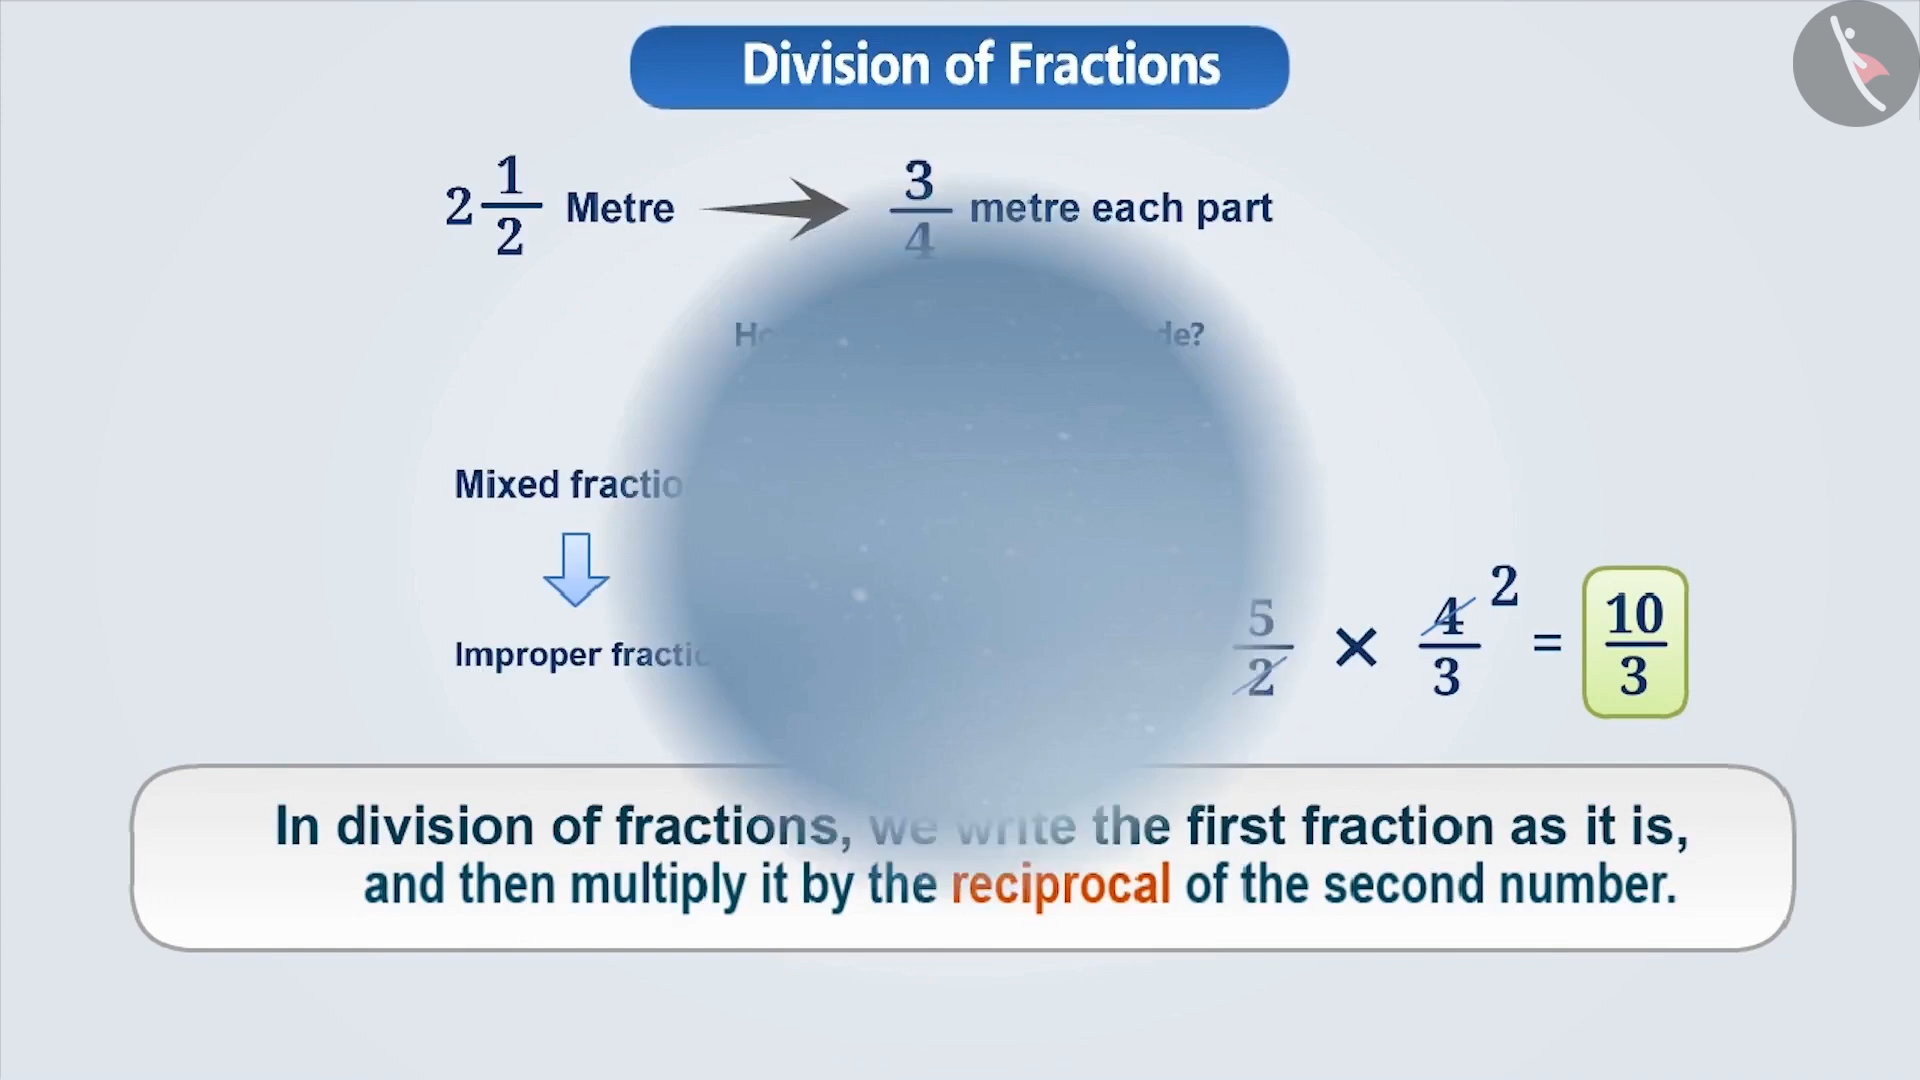 Division of Fractions
2 1/2 Metre → 3/4 metre each part
Mixed fractio
Improper fractio
5/2 × 4/3 2 = 10/3
In division of fractions, we write the first fraction as it is,
and then multiply it by the reciprocal of the second number.